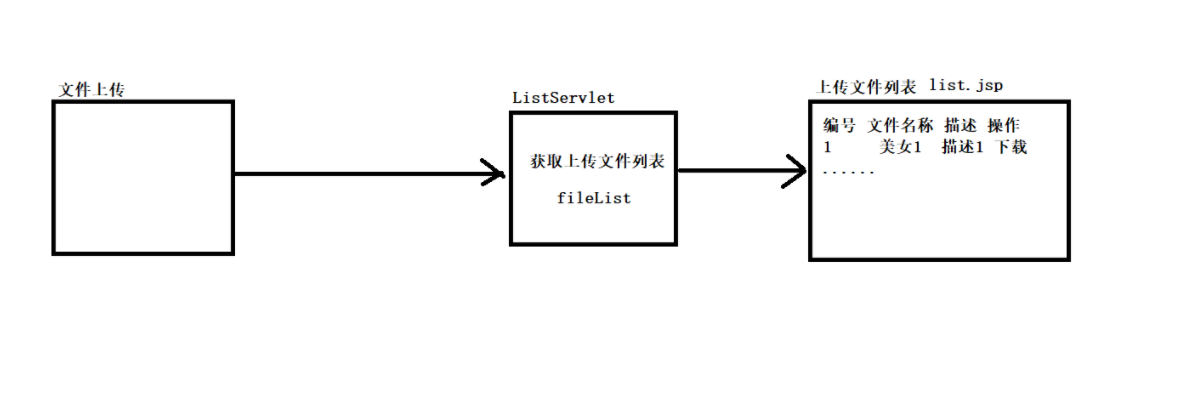 文件上传
ListServlet
获取上传文件列表
fileList
上传文件列表 list.jsp
编号 文件名称 描述 操作
1 美女1 描述1 下载
......